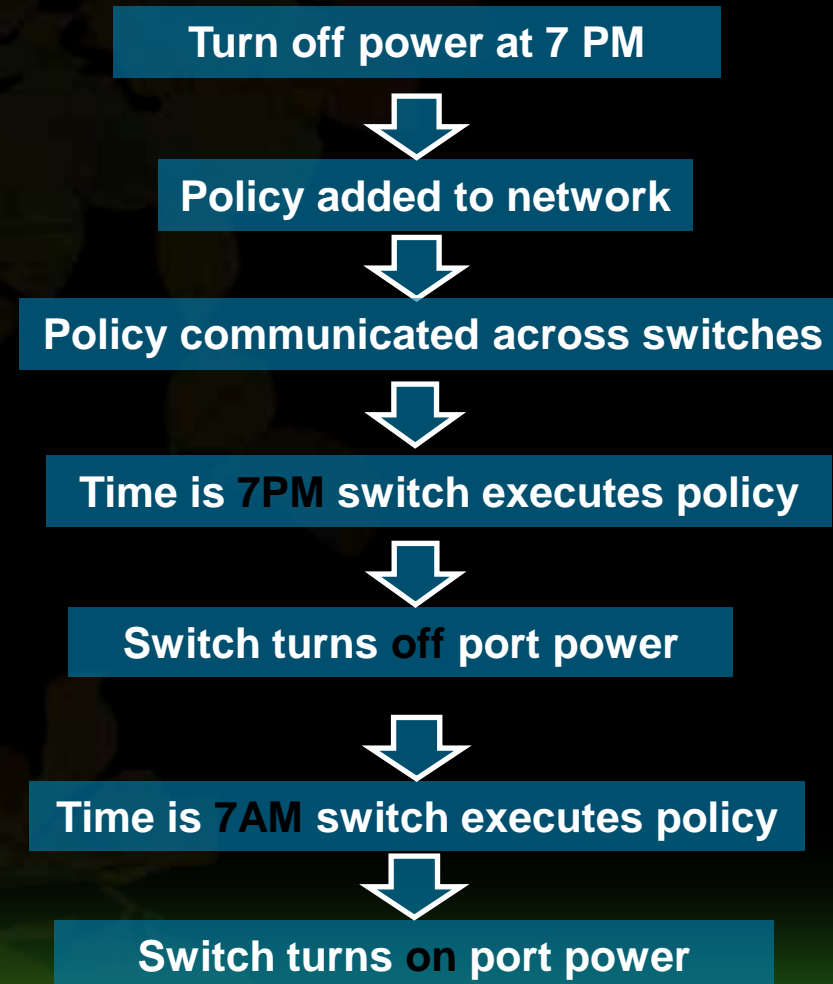 Turn off power at 7 PM
Policy added to network
Policy communicated across switches
Time is 7PM switch executes policy
Switch turns off port power
Time is 7AM switch executes policy
Switch turns on port power